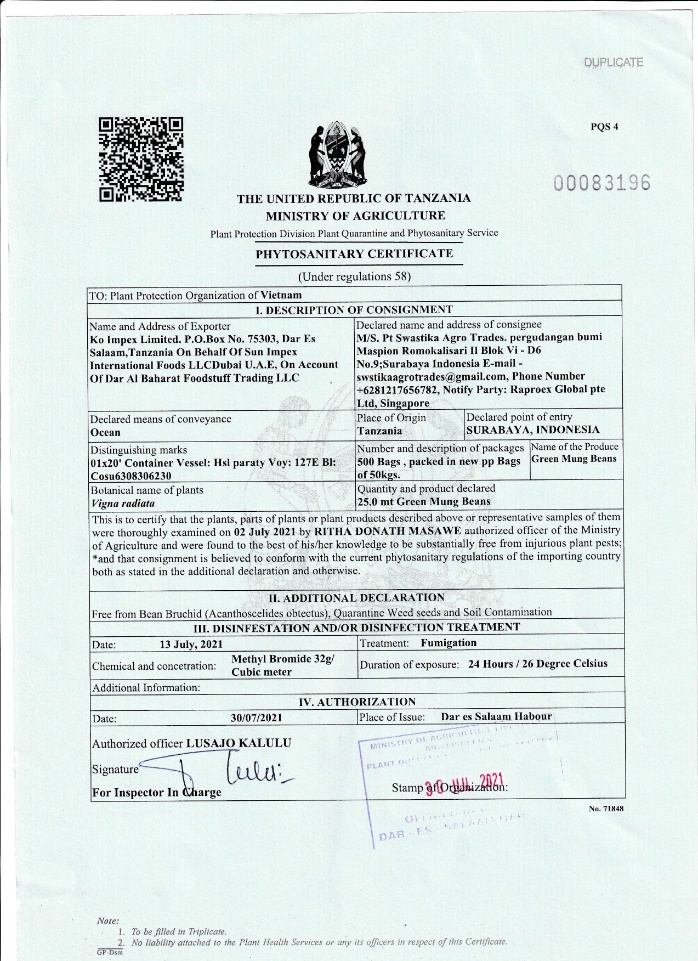 DUPLICATE
PQS 4
00083196
THE UNITED REPUBLIC OF TANZANIA
MINISTRY OF AGRICULTURE
Plant Protection Division Plant Quarantine and Phytosanitary Service
PHYTOSANITARY CERTIFICATE
(Under regulations 58)
TO: Plant Protection Organization of Vietnam
I. DESCRIPTION OF CONSIGNMENT
Name and Address of Exporter
Ko Impex Limited. P.O.Box No. 75303, Dar Es
Salaam,Tanzania On Behalf Of Sun Impex
International Foods LLCDubai U.A.E, On Account
Of Dar Al Baharat Foodstuff Trading LLC
Declared name and address of consignee
M/S. Pt Swastika Agro Trades. pergudangan bumi
Maspion Romokalisari Il Blok Vi - D6
No.9;Surabaya Indonesia E-mail -
swstikaagrotrades@gmail.com, Phone Number
+6281217656782, Notify Party: Raproex Global pte
Ltd, Singapore
Declared means of conveyance
Ocean
Place of Origin
Tanzania
Declared point of entry
SURABAYA, INDONESIA
Distinguishing marks
01x20' Container Vessel: Hsl paraty Voy: 127E Bl:
Cosu6308306230
Number and description of packages
500 Bags , packed in new pp Bags
of 50kgs.
Name of the Produce
Green Mung Beans
Botanical name of plants
Vigna radiata
Quantity and product declared
25.0 mt Green Mung Beans
This is to certify that the plants, parts of plants or plant products described above or representative samples of them
were thoroughly examined on 02 July 2021 by RITHA DONATH MASAWE authorized officer of the Ministry
of Agriculture and were found to the best of his/her knowledge to be substantially free from injurious plant pests;
*and that consignment is believed to conform with the current phytosanitary regulations of the importing country
both as stated in the additional declaration and otherwise.
II. ADDITIONAL DECLARATION
Free from Bean Bruchid (Acanthoscelides obtectus), Quarantine Weed seeds and Soil Contamination
III. DISINFESTATION AND/OR DISINFECTION TREATMENT
Date: 13 July, 2021
Treatment: Fumigation
Chemical and concetration: Methyl Bromide 32g/
Cubic meter
Duration of exposure: 24 Hours / 26 Degree Celsius
Additional Information:
IV. AUTHORIZATION
Date: 30/07/2021
Place of Issue: Dar es Salaam Habour
Authorized officer LUSAJO KALULU
Signature
For Inspector In Charge
MINISTRY OF AGRICULTURE
PLANT
Stamp of Organization:
30 JUL 2021
DAR - ES - SALAAM
No. 71848
Note:
1. To be filled in Triplicate.
2. No liability attached to the Plant Health Services or any its officers in respect of this Certificate.
GP-Dsm